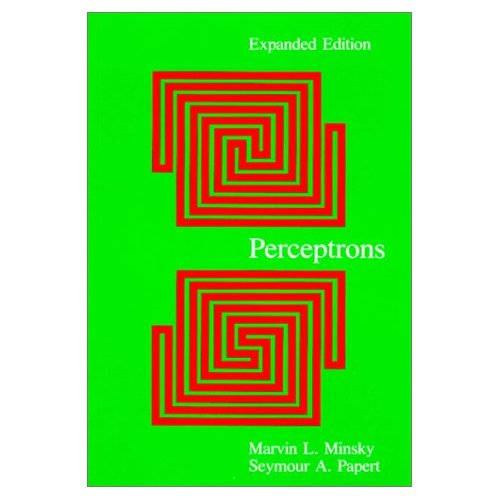 Expanded Edition
Perceptrons
Marvin L. Minsky
Seymour A. Papert